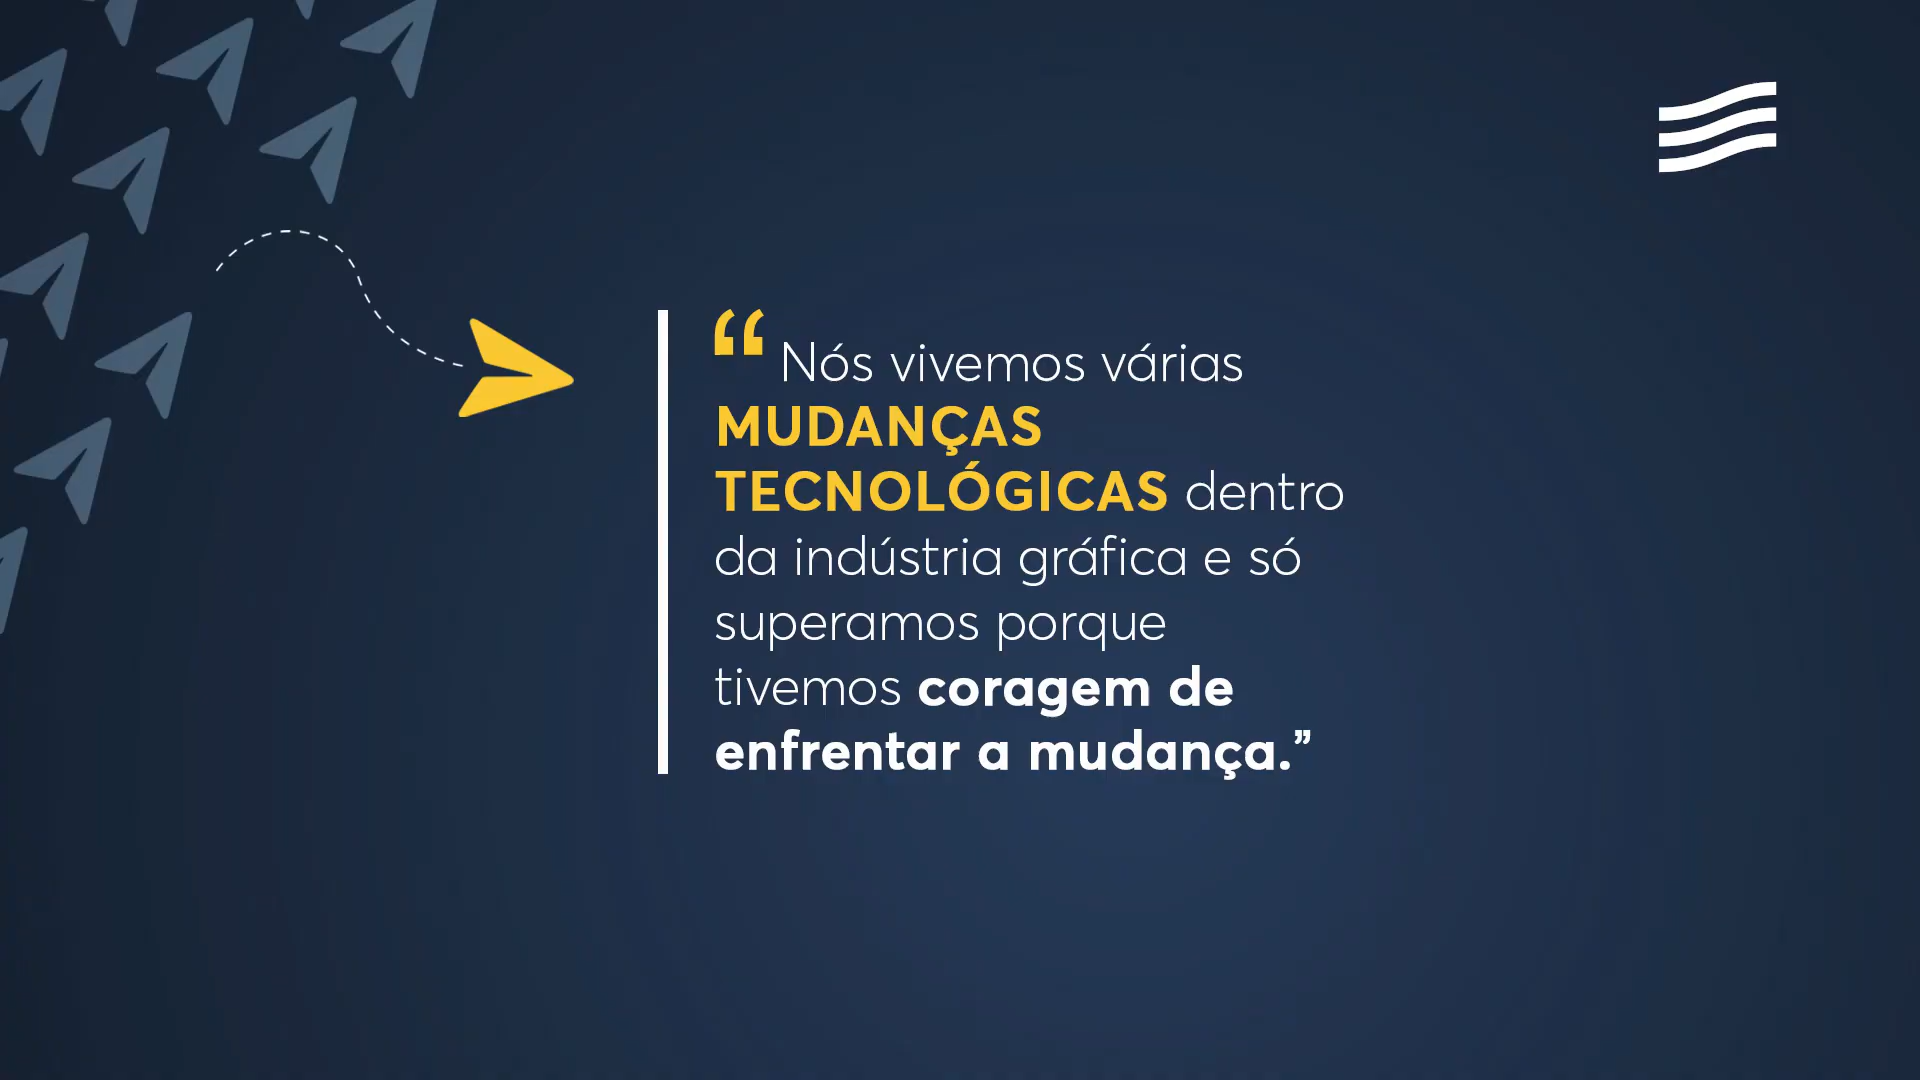 “ Nós vivemos várias
MUDANÇAS
TECNOLÓGICAS dentro
da indústria gráfica e só
superamos porque
tivemos coragem de
enfrentar a mudança.”